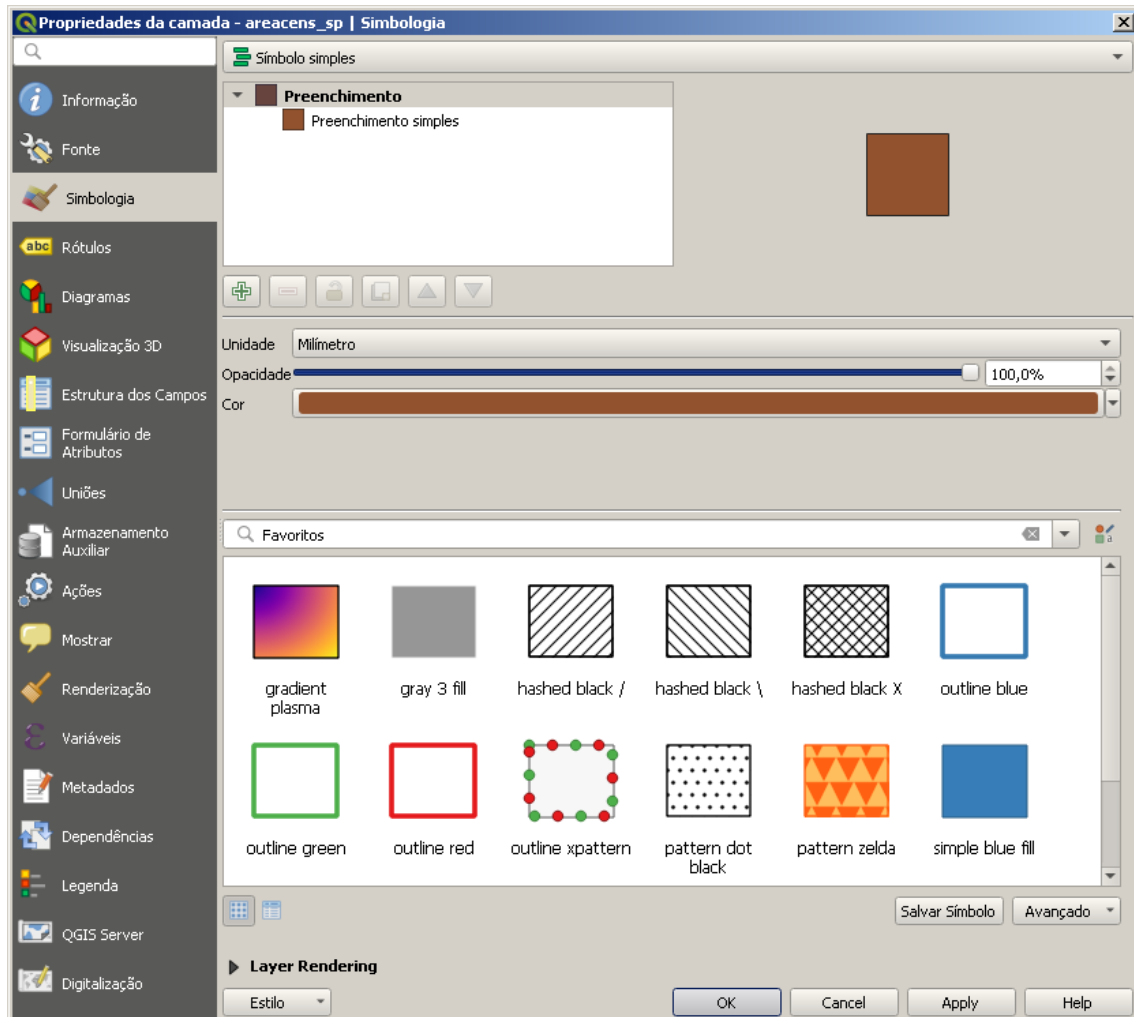 Propriedades da camada - areacens_sp | Simbologia
Símbolo simples
Informação
Fonte
Simbologia
abc Rótulos
Diagramas
Visualização 3D
Estrutura dos Campos
Formulário de
Atributos
Uniões
Armazenamento
Auxiliar
Ações
Mostrar
Renderização
Variáveis
Metadados
Dependências
Legenda
QGIS Server
Digitalização
Preenchimento
Preenchimento simples
Unidade Milímetro
Opacidade 100,0%
Cor
Favoritos
gradient
plasma
gray 3 fill
hashed black /
hashed black \
hashed black X
outline blue
outline green
outline red
outline xpattern
pattern dot
black
pattern zelda
simple blue fill
Salvar Símbolo Avançado
Layer Rendering
Estilo OK Cancel Apply Help